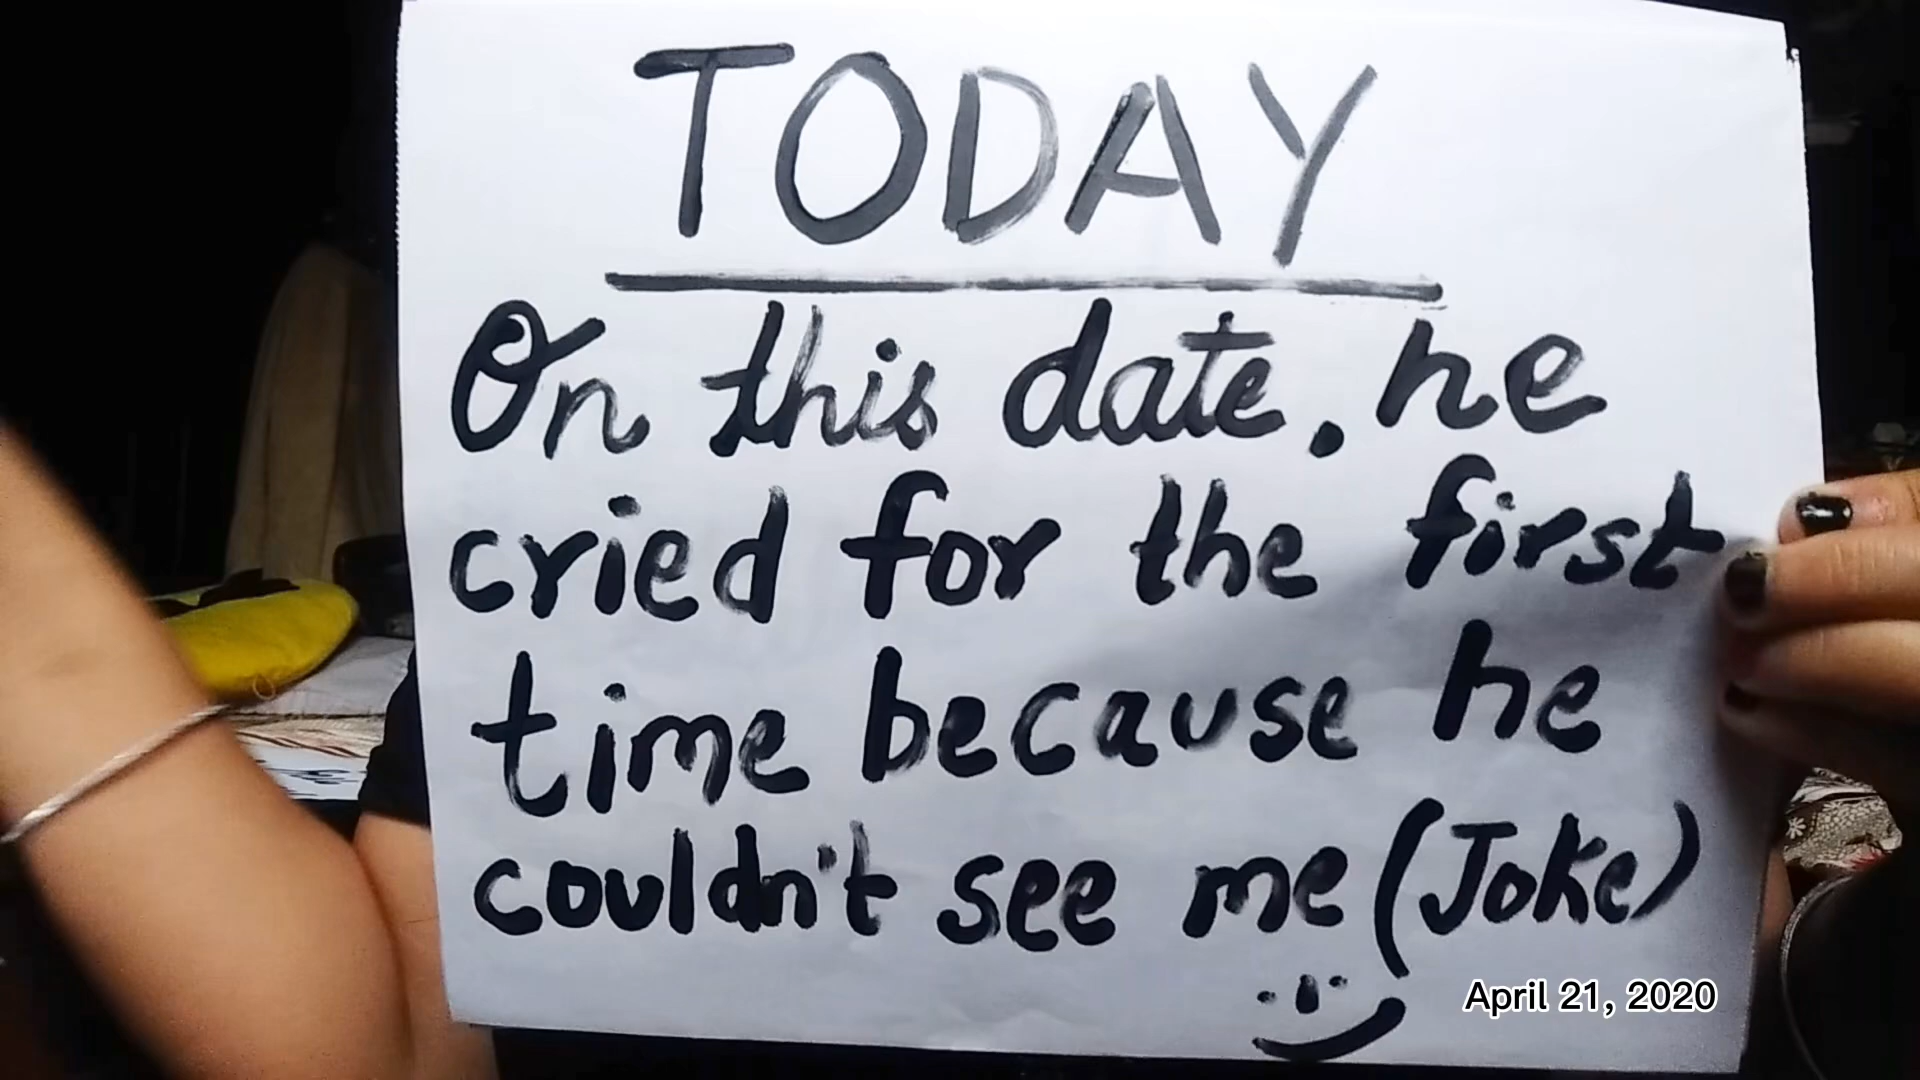 TODAY
On this date, he
cried for the first
time because he
couldn't see me (Joke)
April 21, 2020